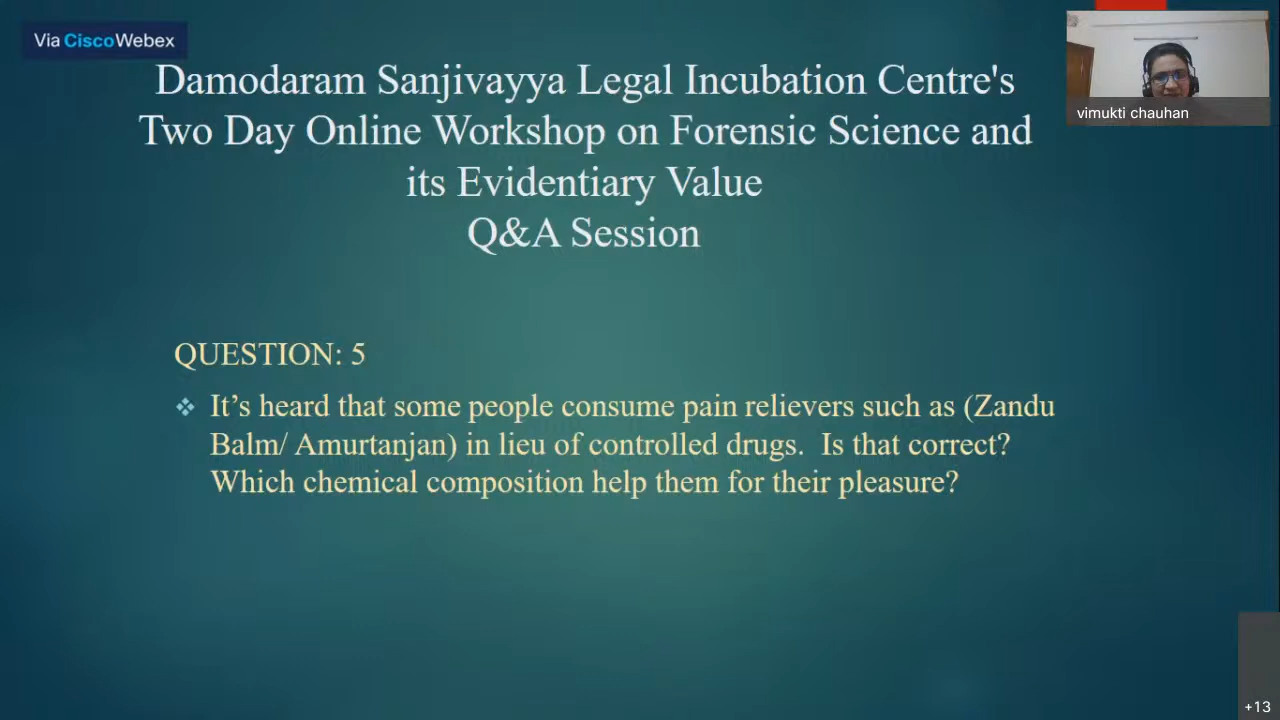 Via CiscoWebex
Damodaram Sanjivayya Legal Incubation Centre's
Two Day Online Workshop on Forensic Science and
its Evidentiary Value
Q&A Session
vimukti chauhan
QUESTION: 5
It's heard that some people consume pain relievers such as (Zandu
Balm/ Amurtanjan) in lieu of controlled drugs. Is that correct?
Which chemical composition help them for their pleasure?
+13